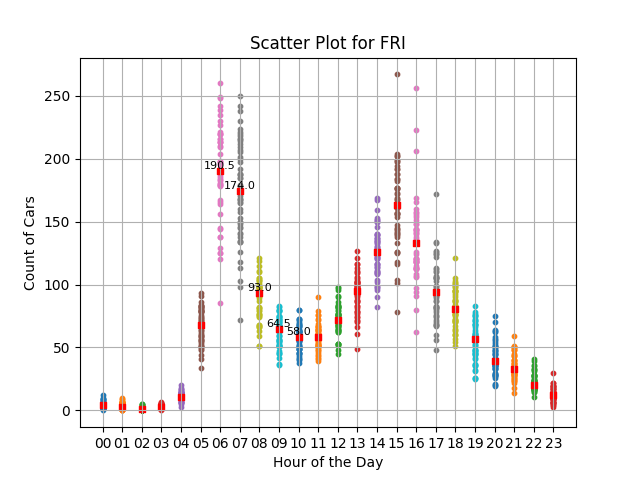 Scatter Plot for FRI
Count of Cars
250
200
150
100
50
0
190.5
174.0
93.0
64.5
58.0
00 01 02 03 04 05 06 07 08 09 10 11 12 13 14 15 16 17 18 19 20 21 22 23
Hour of the Day